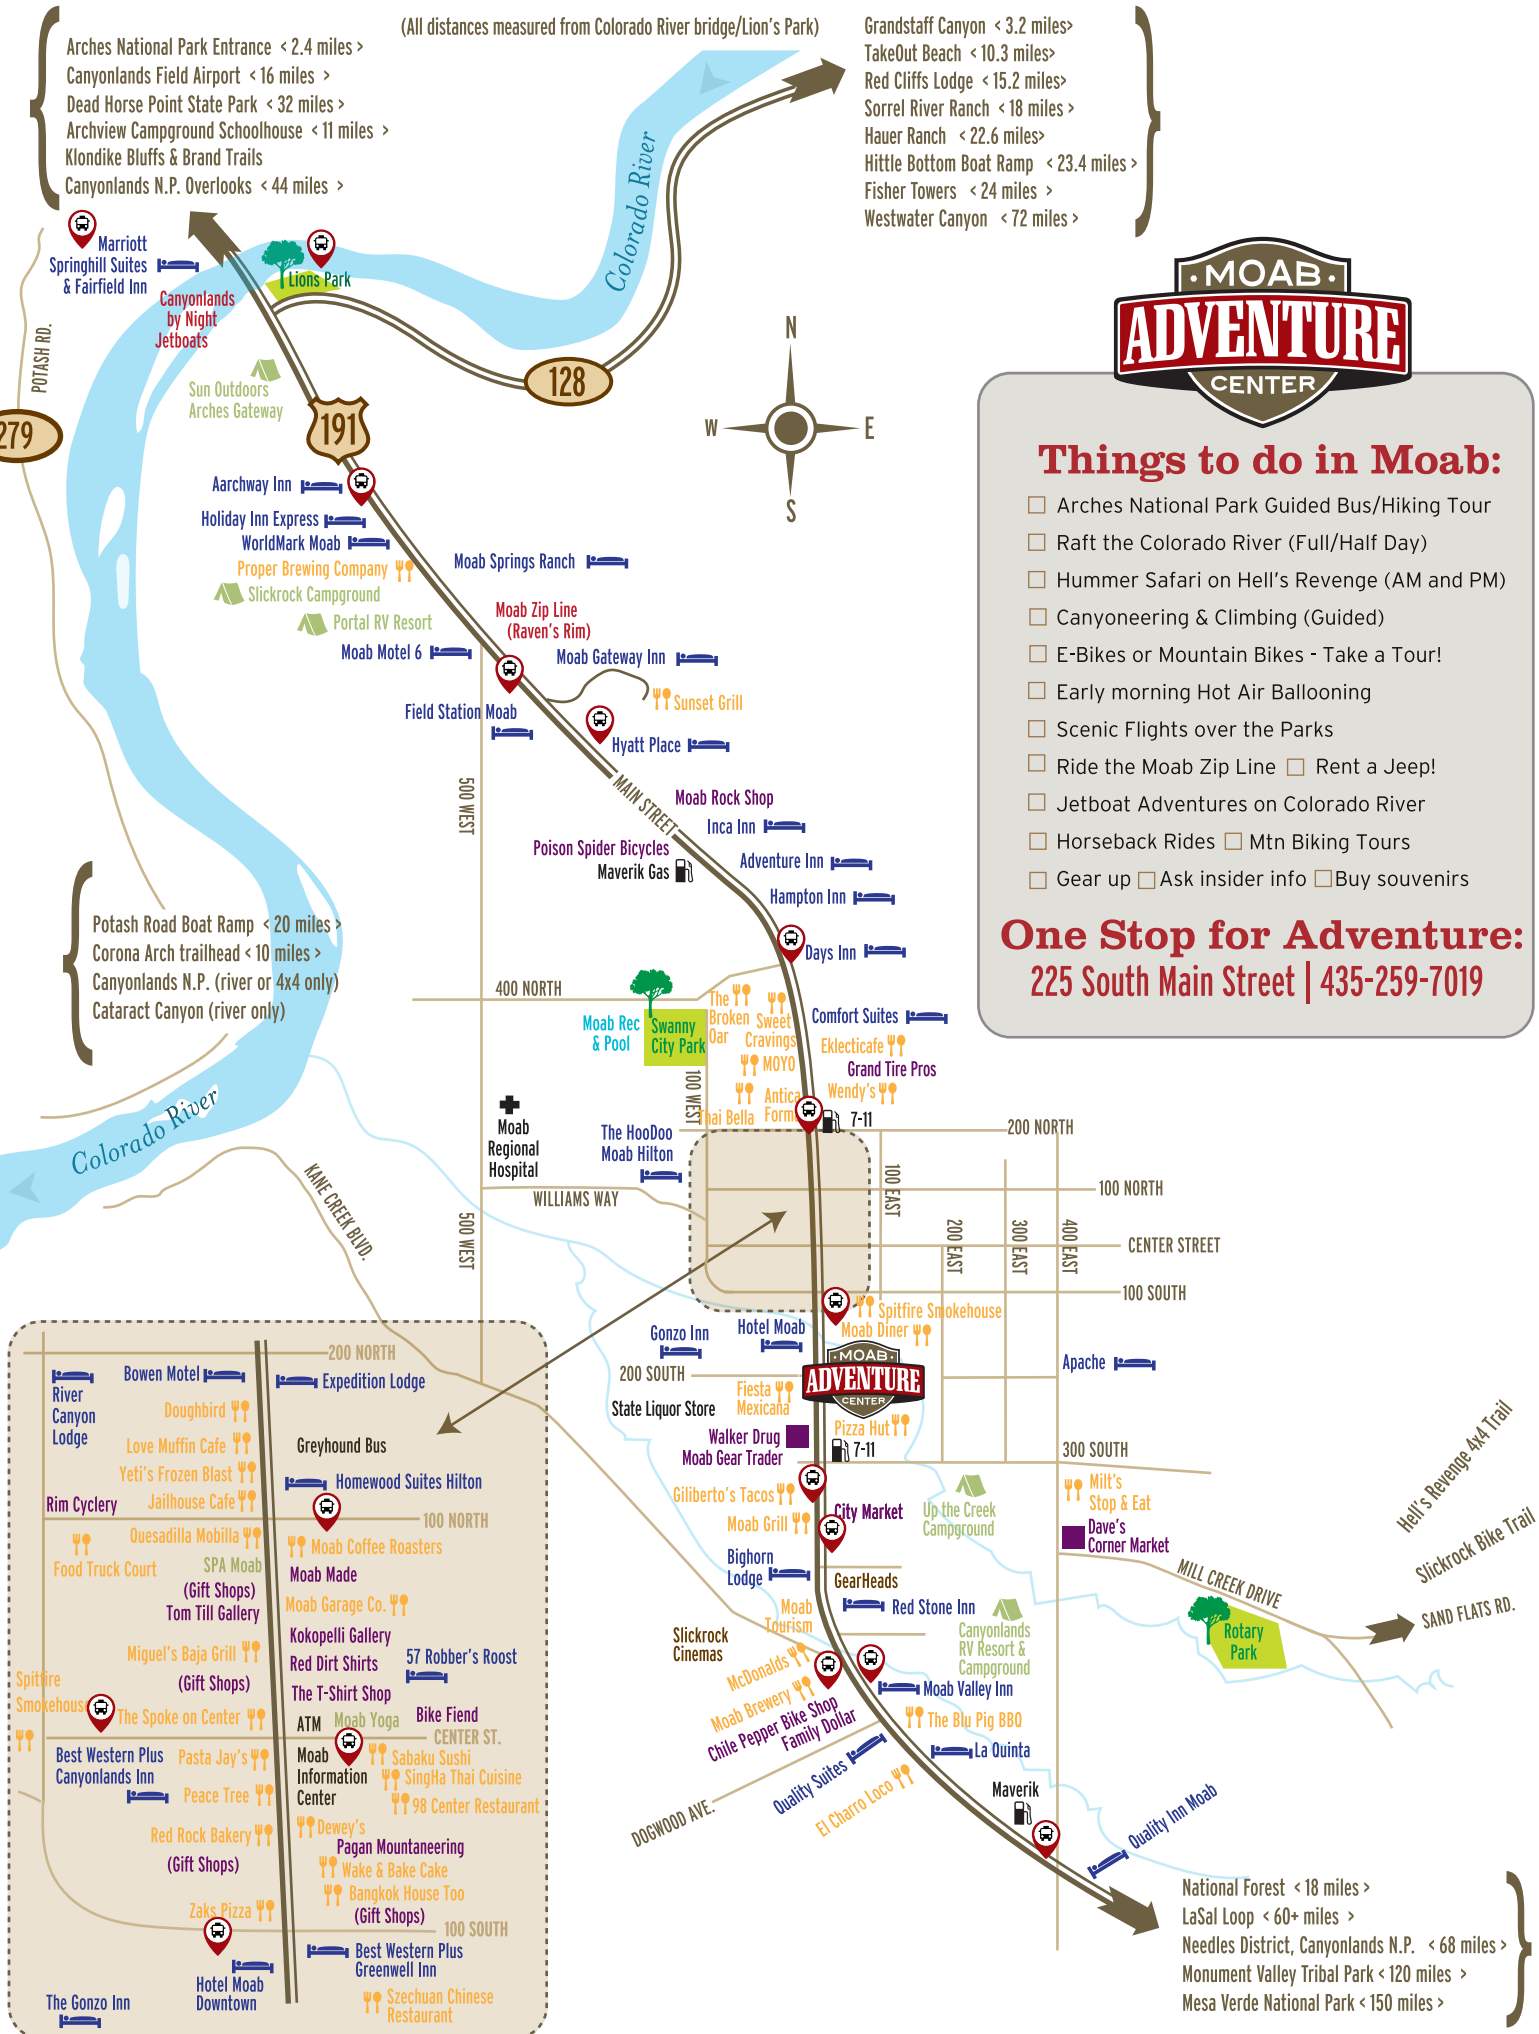 (All distances measured from Colorado River bridge/Lion's Park)
Arches National Park Entrance < 2.4 miles >
Canyonlands Field Airport < 16 miles >
Dead Horse Point State Park < 32 miles >
Archview Campground Schoolhouse < 11 miles >
Klondike Bluffs & Brand Trails
Canyonlands N.P. Overlooks < 44 miles >
Grandstaff Canyon < 3.2 miles>
TakeOut Beach < 10.3 miles>
Red Cliffs Lodge < 15.2 miles>
Sorrel River Ranch < 18 miles >
Hauer Ranch < 22.6 miles>
Hittle Bottom Boat Ramp < 23.4 miles >
Fisher Towers < 24 miles >
Westwater Canyon < 72 miles >
Colorado River
Marriott
Springhill Suites
& Fairfield Inn
Lions Park
Canyonlands
by Night
Jetboats
POTASH RD.
279
Sun Outdoors
Arches Gateway
191
128
N
W
E
S
MOAB
ADVENTURE
CENTER
Things to do in Moab:
Arches National Park Guided Bus/Hiking Tour
Raft the Colorado River (Full/Half Day)
Hummer Safari on Hell's Revenge (AM and PM)
Canyoneering & Climbing (Guided)
E-Bikes or Mountain Bikes - Take a Tour!
Early morning Hot Air Ballooning
Scenic Flights over the Parks
Ride the Moab Zip Line Rent a Jeep!
Jetboat Adventures on Colorado River
Horseback Rides Mtn Biking Tours
Gear up Ask insider info Buy souvenirs
One Stop for Adventure:
225 South Main Street | 435-259-7019
Aarchway Inn
Holiday Inn Express
WorldMark Moab
Proper Brewing Company
Slickrock Campground
Portal RV Resort
Moab Motel 6
Moab Springs Ranch
Moab Zip Line
(Raven's Rim)
Moab Gateway Inn
Sunset Grill
Field Station Moab
Hyatt Place
500 WEST
MAIN STREET
Moab Rock Shop
Inca Inn
Poison Spider Bicycles
Maverik Gas
Adventure Inn
Hampton Inn
Days Inn
Potash Road Boat Ramp < 20 miles >
Corona Arch trailhead < 10 miles >
Canyonlands N.P. (river or 4x4 only)
Cataract Canyon (river only)
Colorado River
400 NORTH
Moab Rec
& Pool
Swanny
City Park
The
Broken
Oar
Sweet
Cravings
MOYO
Antica
Forma
Thai Bella
100 WEST
Comfort Suites
Eklecticafe
Grand Tire Pros
Wendy's
7-11
200 NORTH
Moab
Regional
Hospital
The HooDoo
Moab Hilton
WILLIAMS WAY
KANE CREEK BLVD.
500 WEST
100 EAST
100 NORTH
200 EAST
300 EAST
400 EAST
CENTER STREET
100 SOUTH
Spitfire Smokehouse
Moab Diner
Gonzo Inn
Hotel Moab
200 SOUTH
MOAB
ADVENTURE
CENTER
Apache
State Liquor Store
Fiesta
Mexicana
Pizza Hut
Walker Drug
Moab Gear Trader
7-11
300 SOUTH
Giliberto's Tacos
City Market
Moab Grill
Up the Creek
Campground
Milt's
Stop & Eat
Dave's
Corner Market
Hell's Revenge 4x4 Trail
Slickrock Bike Trail
MILL CREEK DRIVE
SAND FLATS RD.
Rotary
Park
Bighorn
Lodge
GearHeads
Red Stone Inn
Moab
Tourism
Slickrock
Cinemas
Canyonlands
RV Resort &
Campground
McDonalds
Moab Brewery
Chile Pepper Bike Shop
Family Dollar
Moab Valley Inn
The Blu Pig BBQ
La Quinta
DOGWOOD AVE.
Quality Suites
El Charro Loco
Maverik
Quality Inn Moab
National Forest < 18 miles >
LaSal Loop < 60+ miles >
Needles District, Canyonlands N.P. < 68 miles >
Monument Valley Tribal Park < 120 miles >
Mesa Verde National Park < 150 miles >
200 NORTH
River
Canyon
Lodge
Bowen Motel
Expedition Lodge
Doughbird
Love Muffin Cafe
Greyhound Bus
Yeti's Frozen Blast
Homewood Suites Hilton
Rim Cyclery
Jailhouse Cafe
100 NORTH
Quesadilla Mobilla
Moab Coffee Roasters
Food Truck Court
SPA Moab
Moab Made
(Gift Shops)
Tom Till Gallery
Moab Garage Co.
Kokopelli Gallery
Miguel's Baja Grill
Red Dirt Shirts
57 Robber's Roost
(Gift Shops)
The T-Shirt Shop
Spitfire
Smokehouse
The Spoke on Center
ATM
Moab Yoga
Bike Fiend
CENTER ST.
Best Western Plus
Canyonlands Inn
Pasta Jay's
Moab
Information
Center
Sabaku Sushi
SingHa Thai Cuisine
Peace Tree
98 Center Restaurant
Red Rock Bakery
Dewey's
(Gift Shops)
Pagan Mountaneering
Wake & Bake Cake
Bangkok House Too
(Gift Shops)
Zaks Pizza
100 SOUTH
Best Western Plus
Greenwell Inn
Hotel Moab
Downtown
The Gonzo Inn
Szechuan Chinese
Restaurant